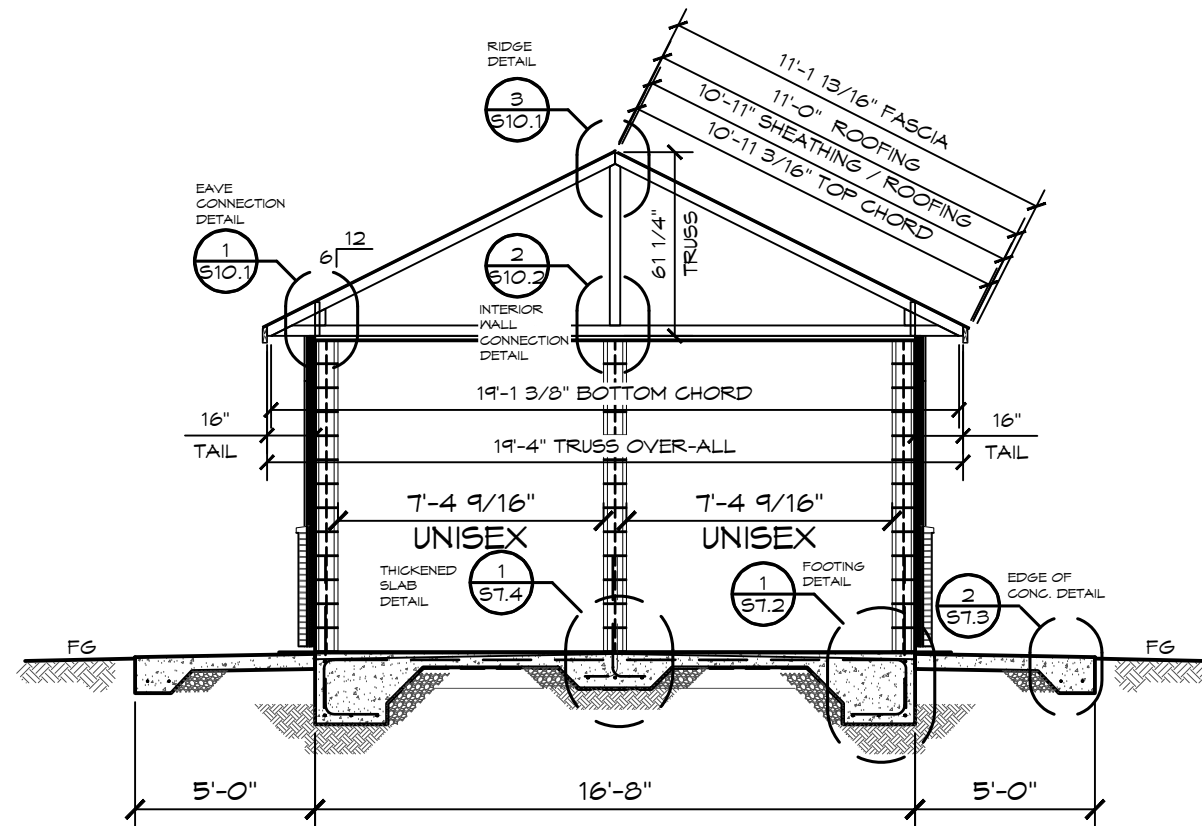 RIDGE
DETAIL
3
S10.1
11'-1 13/16" FASCIA
11'-0" ROOFING
10'-11" SHEATHING / ROOFING
10'-11 3/16" TOP CHORD
EAVE
CONNECTION
DETAIL
1
S10.1
12
6
2
S10.2
INTERIOR
WALL
CONNECTION
DETAIL
61 1/4"
TRUSS
19'-1 3/8" BOTTOM CHORD
16"
TAIL
19'-4" TRUSS OVER-ALL
16"
TAIL
7'-4 9/16"
UNISEX
7'-4 9/16"
UNISEX
THICKENED
SLAB
DETAIL
1
S7.4
1
S7.2
FOOTING
DETAIL
2
S7.3
EDGE OF
CONC. DETAIL
FG
FG
5'-0"
16'-8"
5'-0"